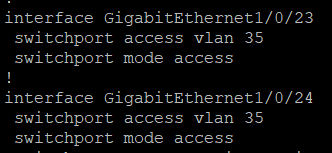 !
interface GigabitEthernet1/0/23
switchport access vlan 35
switchport mode access
!
interface GigabitEthernet1/0/24
switchport access vlan 35
switchport mode access